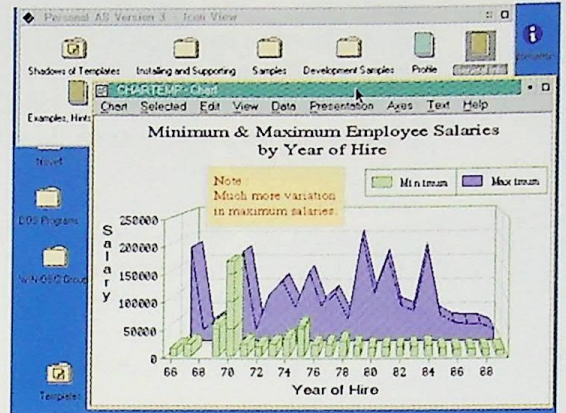 Personal AS Version 3 - Icon View
Shadows of Templates
Installing and Supporting
Samples
Development Samples
Profile
Examples, Hints
CHARTEMP - Chart
Chart Selected Edit View Data Presentation Axes Text Help
Minimum & Maximum Employee Salaries
by Year of Hire
Note:
Much more variation
in maximum salaries.
Minimum
Maximum
Salary
250000
200000
150000
100000
50000
0
66 68 70 72 74 76 78 80 82 84 86 88
Year of Hire
DOS Programs
Templates